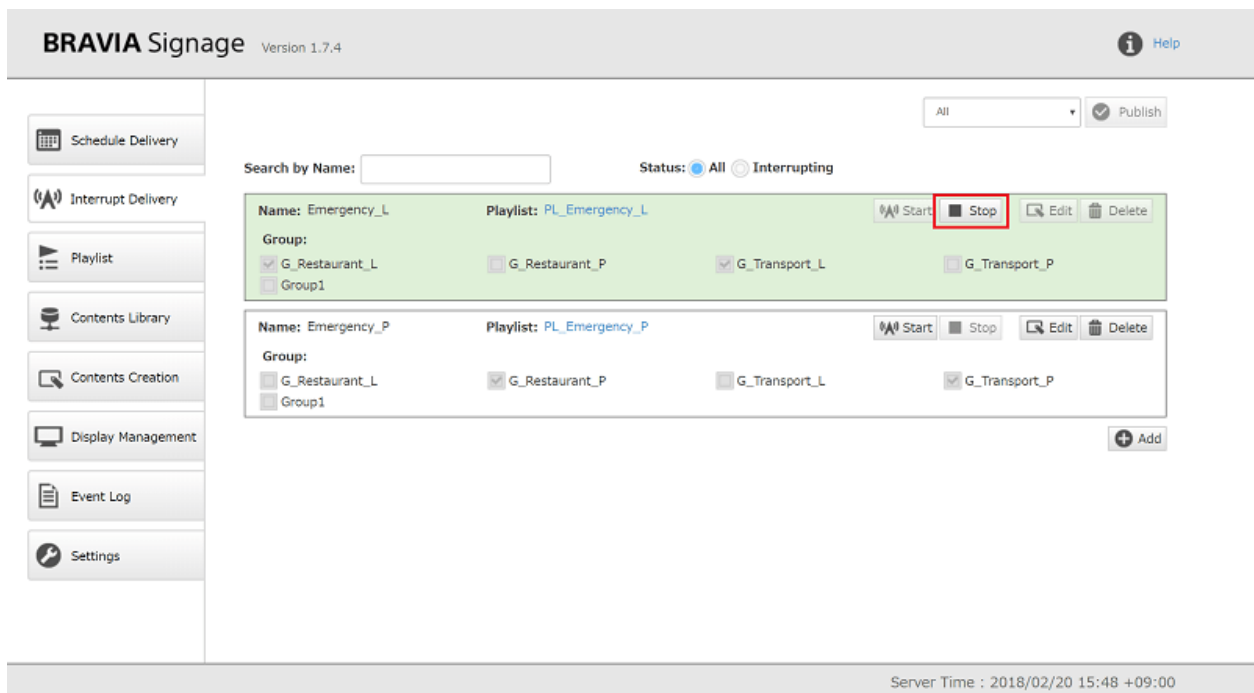 BRAVIA Signage Version 1.7.4
Help
All
Publish
Schedule Delivery
Interrupt Delivery
Playlist
Contents Library
Contents Creation
Display Management
Event Log
Settings
Search by Name:
Status: All Interrupting
Name: Emergency_L Playlist: PL_Emergency_L Start Stop Edit Delete
Group:
G_Restaurant_L G_Restaurant_P G_Transport_L G_Transport_P
Group1
Name: Emergency_P Playlist: PL_Emergency_P Start Stop Edit Delete
Group:
G_Restaurant_L G_Restaurant_P G_Transport_L G_Transport_P
Group1
Add
Server Time : 2018/02/20 15:48 +09:00